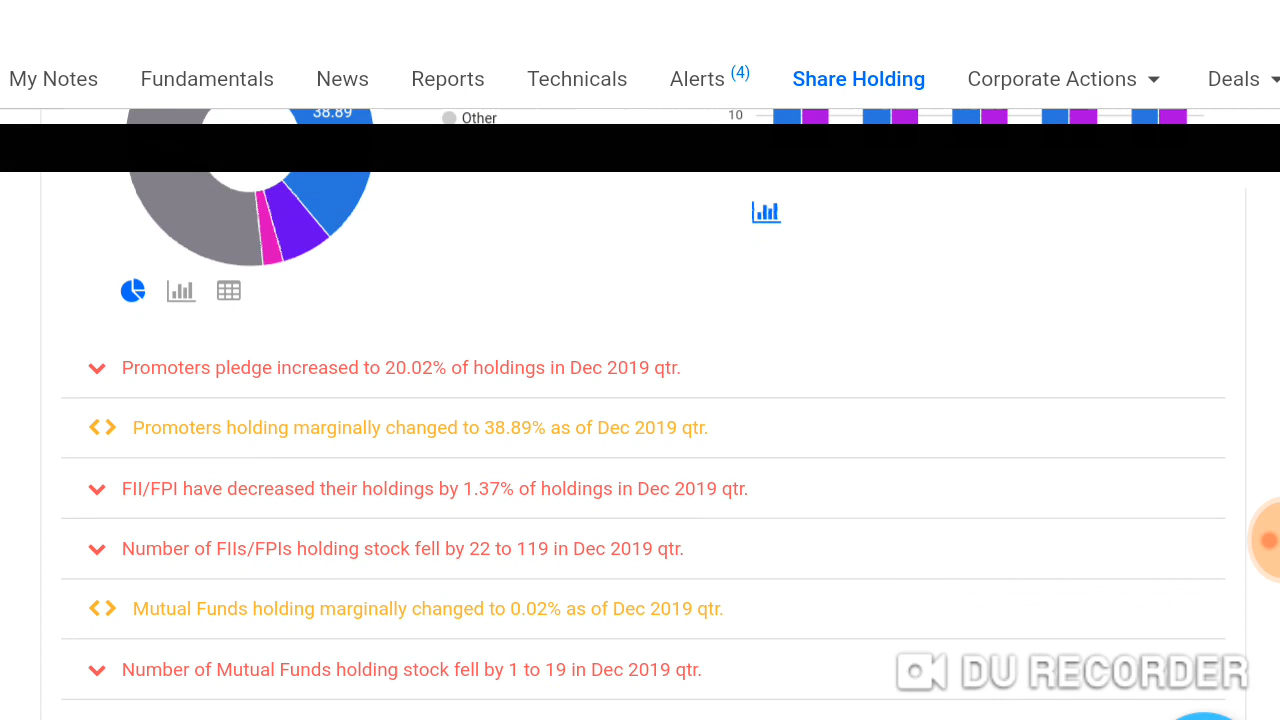 My Notes Fundamentals News Reports Technicals Alerts (4) Share Holding Corporate Actions Deals
38.89
Other
10
Promoters pledge increased to 20.02% of holdings in Dec 2019 qtr.
Promoters holding marginally changed to 38.89% as of Dec 2019 qtr.
FII/FPI have decreased their holdings by 1.37% of holdings in Dec 2019 qtr.
Number of FIIs/FPIs holding stock fell by 22 to 119 in Dec 2019 qtr.
Mutual Funds holding marginally changed to 0.02% as of Dec 2019 qtr.
Number of Mutual Funds holding stock fell by 1 to 19 in Dec 2019 qtr.
DU RECORDER